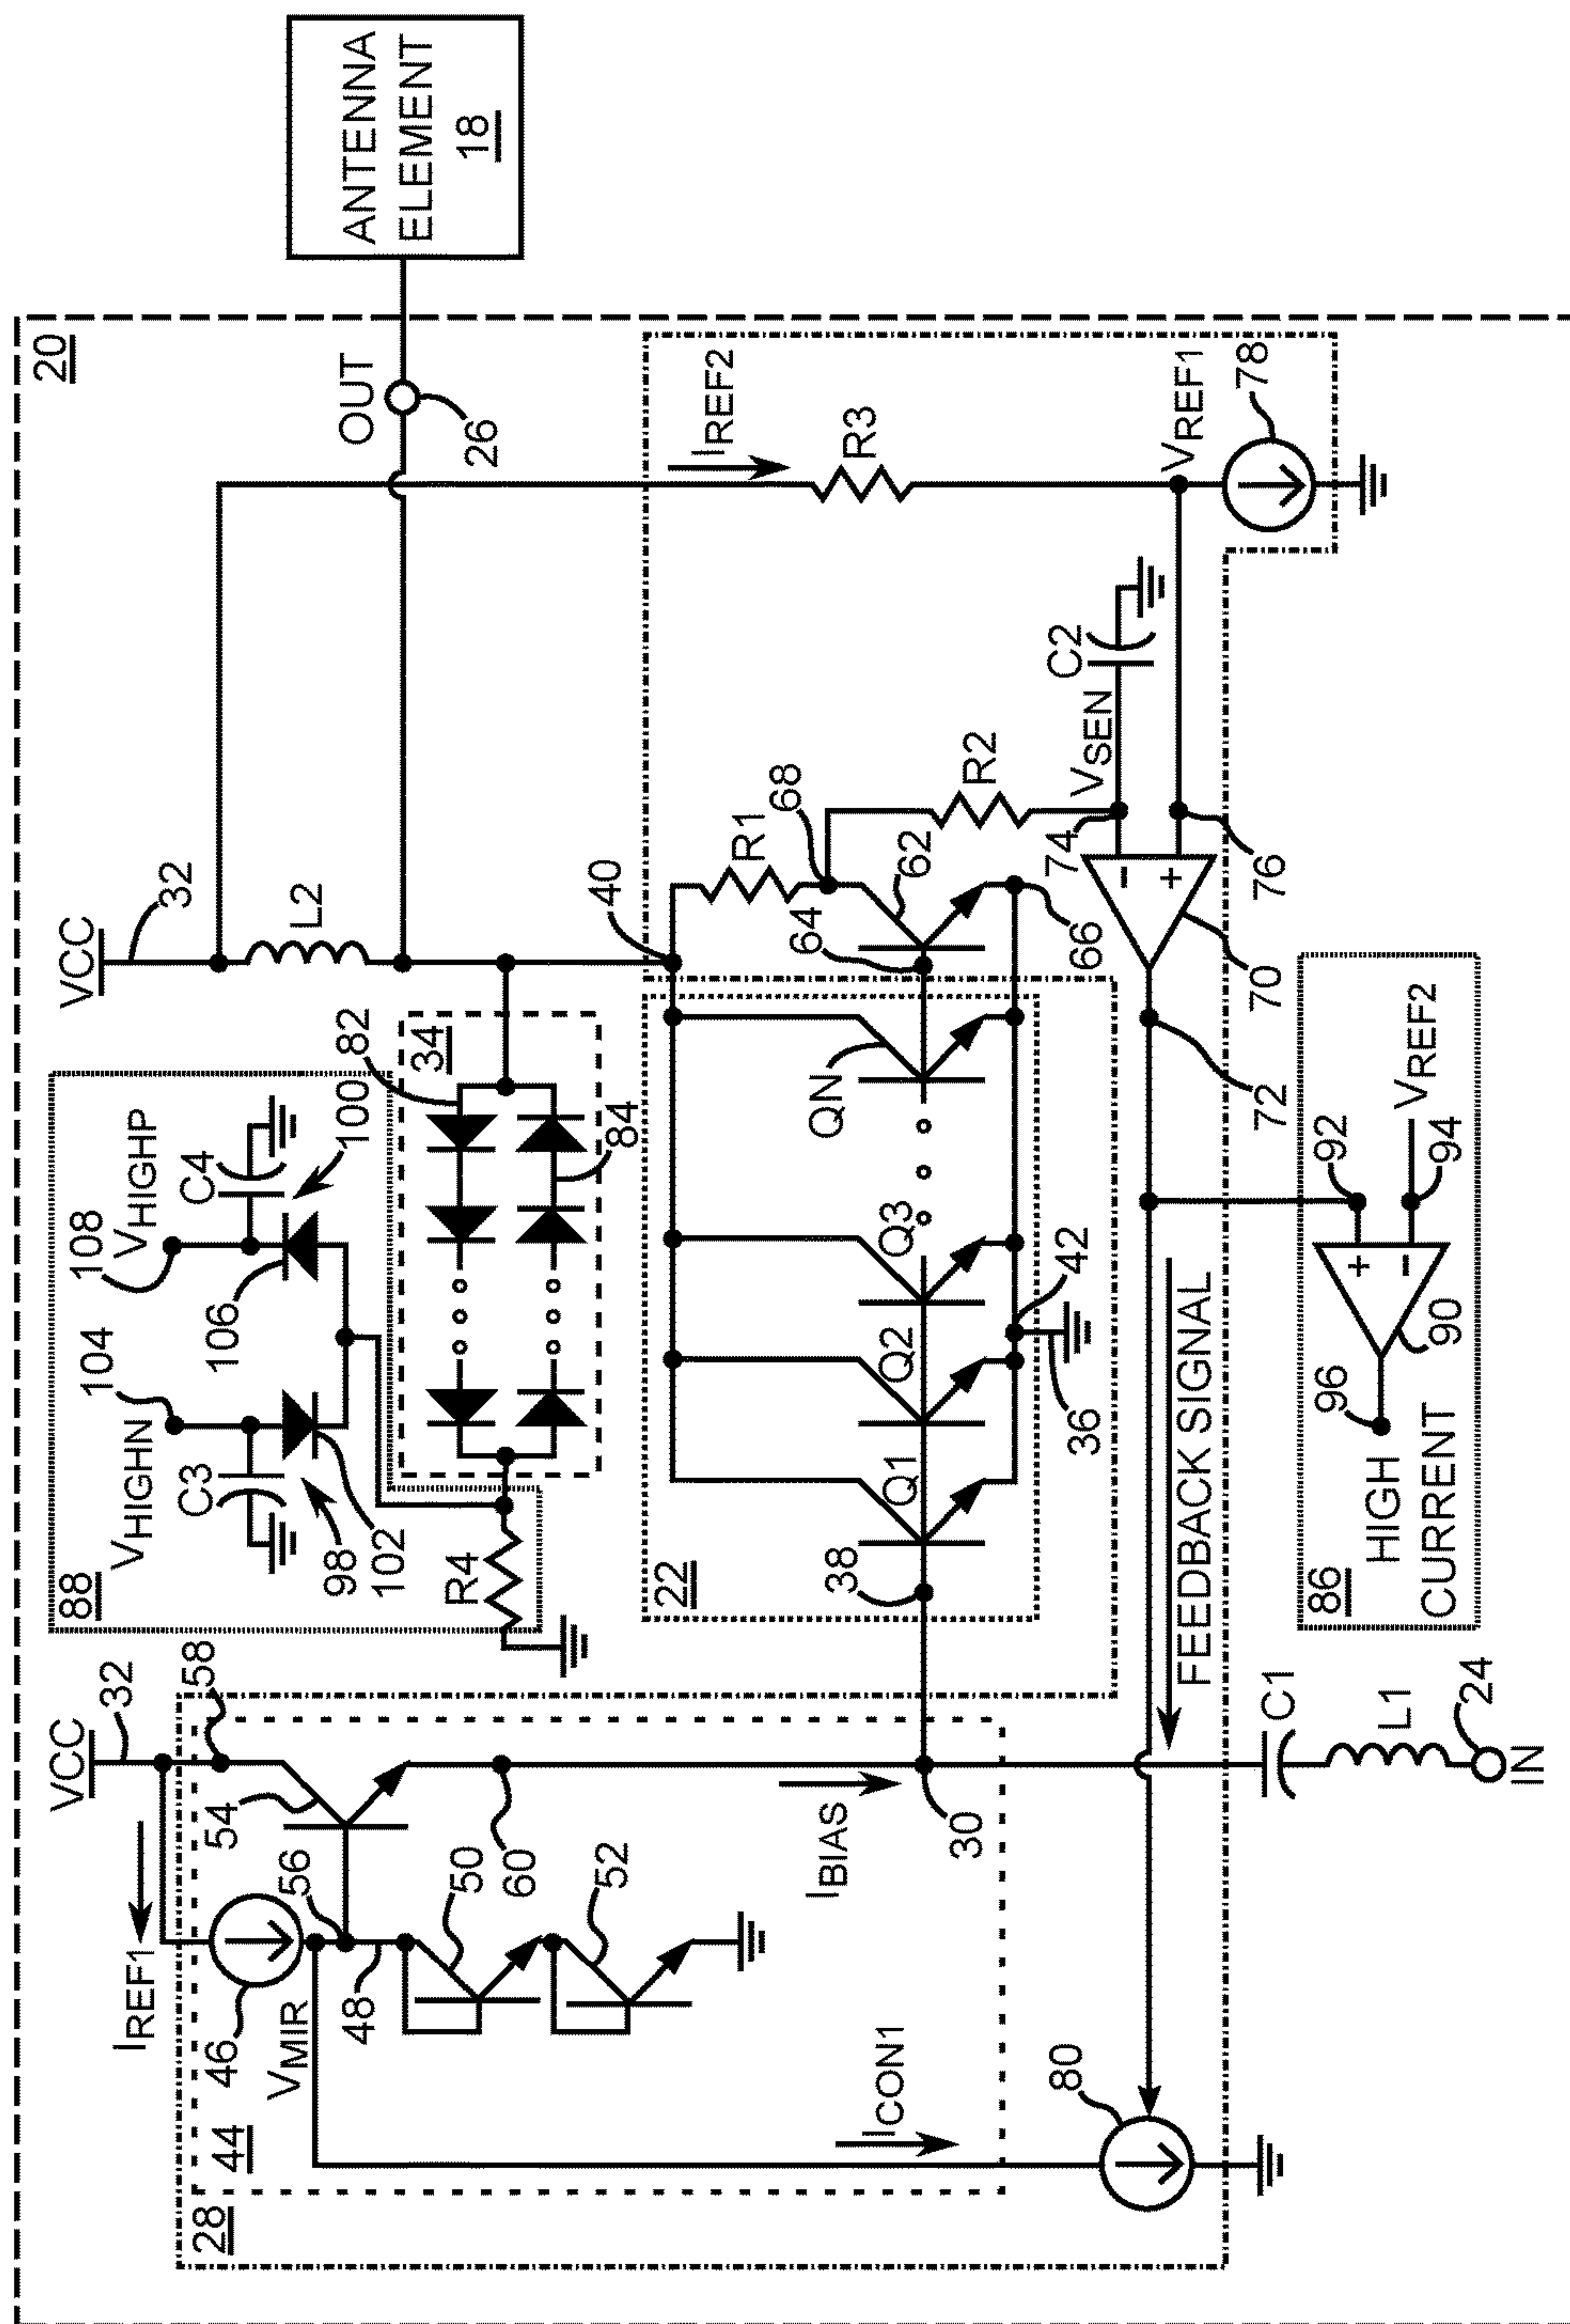 20
VCC
32
IREF1
58
54
46
56
VMIR
48
50
60
52
44
28
IBIAS
30
ICON1
80
C1
L1
24
IN
88
VHIGHN
104
C3
98
102
106
108
VHIGHP
C4
100
R4
34
82
84
VCC
32
L2
OUT
26
ANTENNA
ELEMENT
18
22
38
Q1
Q2
Q3
QN
36
42
40
R1
68
62
64
66
R2
IREF2
R3
VREF1
78
C2
VSEN
74
76
70
72
FEEDBACK SIGNAL
86
HIGH
CURRENT
96
90
92
94
VREF2
-
+
+
-